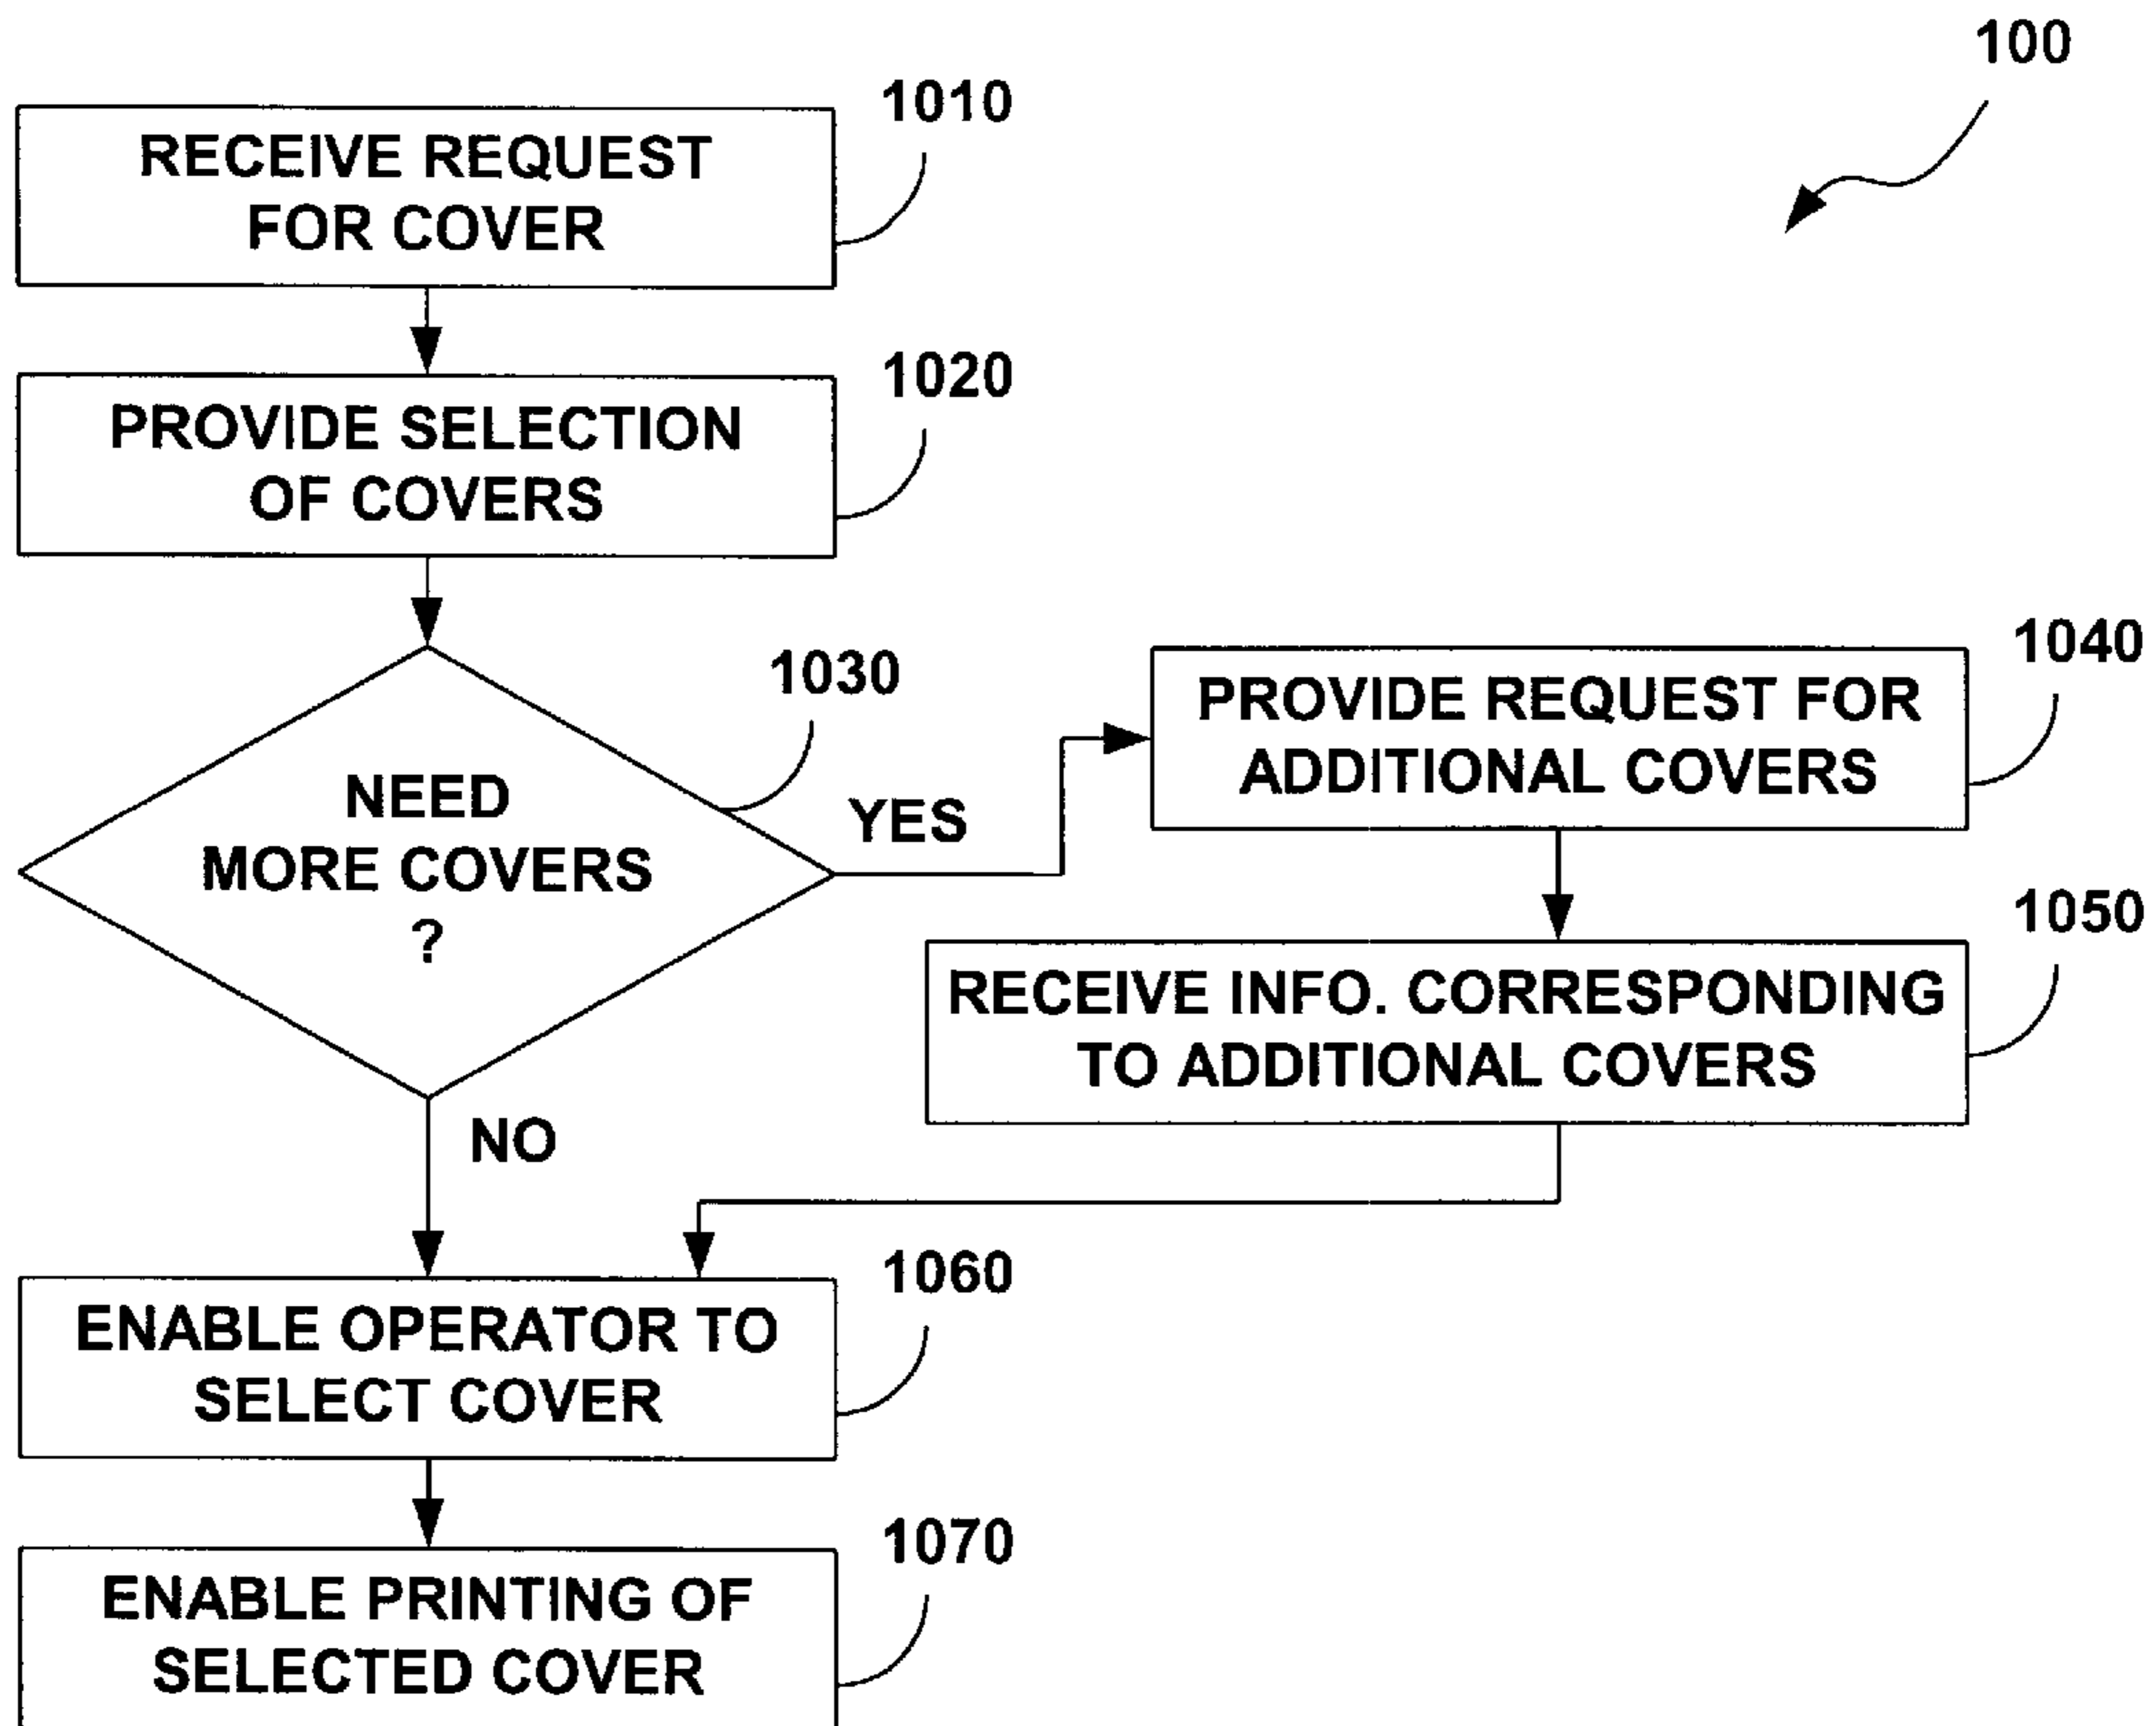 100
1010
RECEIVE REQUEST
FOR COVER
1020
PROVIDE SELECTION
OF COVERS
1030
NEED
MORE COVERS
?
YES
1040
PROVIDE REQUEST FOR
ADDITIONAL COVERS
1050
RECEIVE INFO. CORRESPONDING
TO ADDITIONAL COVERS
NO
1060
ENABLE OPERATOR TO
SELECT COVER
1070
ENABLE PRINTING OF
SELECTED COVER